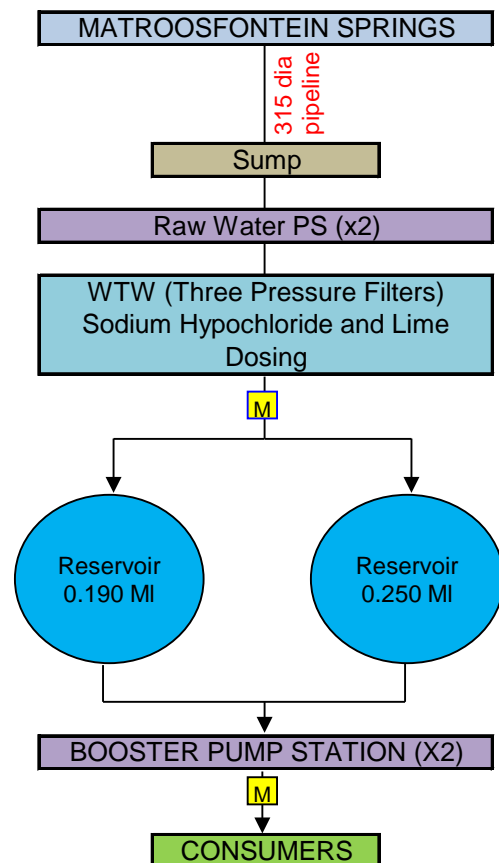 MATROOSFONTEIN SPRINGS
315 dia
pipeline
Sump
Raw Water PS (x2)
WTW (Three Pressure Filters)
Sodium Hypochloride and Lime
Dosing
M
Reservoir
0.190 Ml
Reservoir
0.250 Ml
BOOSTER PUMP STATION (X2)
M
CONSUMERS